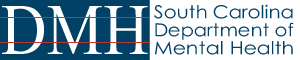 DMH
South Carolina
Department of
Mental Health